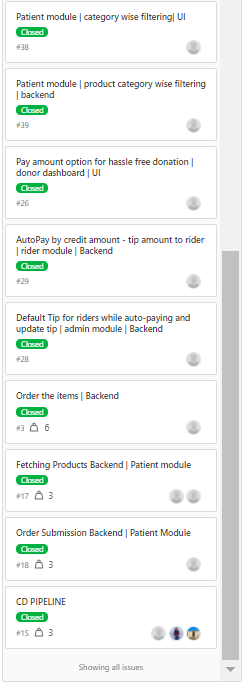 Patient module | category wise filtering| UI
Closed
#38
Patient module | product category wise filtering
| backend
Closed
#39
Pay amount option for hassle free donation |
donor dashboard | UI
Closed
#26
AutoPay by credit amount - tip amount to rider
| rider module | Backend
Closed
#29
Default Tip for riders while auto-paying and
update tip | admin module | Backend
Closed
#28
Order the items | Backend
Closed
#3 6
Fetching Products Backend | Patient module
Closed
#17 3
Order Submission Backend | Patient Module
Closed
#18 3
CD PIPELINE
Closed
#15 3
Showing all issues